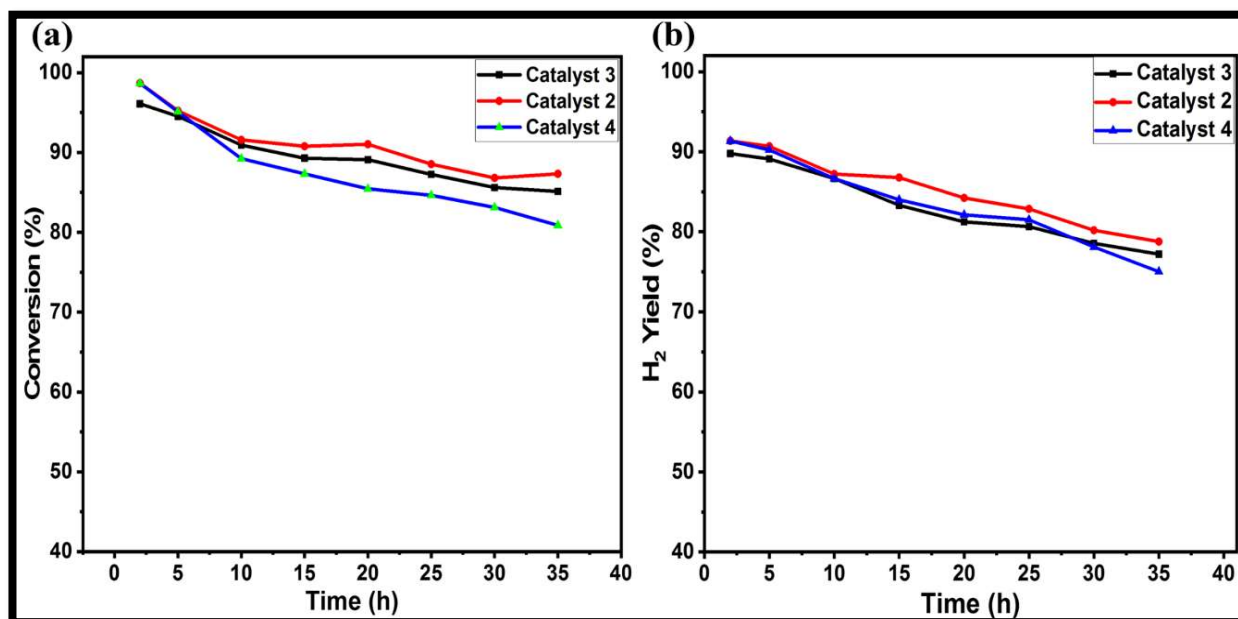 (a)
Conversion (%)
100
90
80
70
60
50
40
0 5 10 15 20 25 30 35 40
Time (h)
Catalyst 3
Catalyst 2
Catalyst 4
(b)
H₂ Yield (%)
100
90
80
70
60
50
40
0 5 10 15 20 25 30 35 40
Time (h)
Catalyst 3
Catalyst 2
Catalyst 4